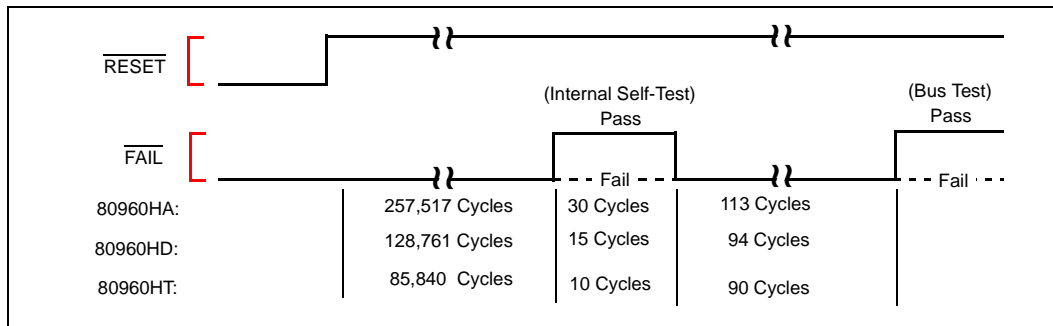 RESET
(Internal Self-Test)
Pass
(Bus Test)
Pass
FAIL
Fail
Fail
80960HA: 257,517 Cycles 30 Cycles 113 Cycles
80960HD: 128,761 Cycles 15 Cycles 94 Cycles
80960HT: 85,840 Cycles 10 Cycles 90 Cycles